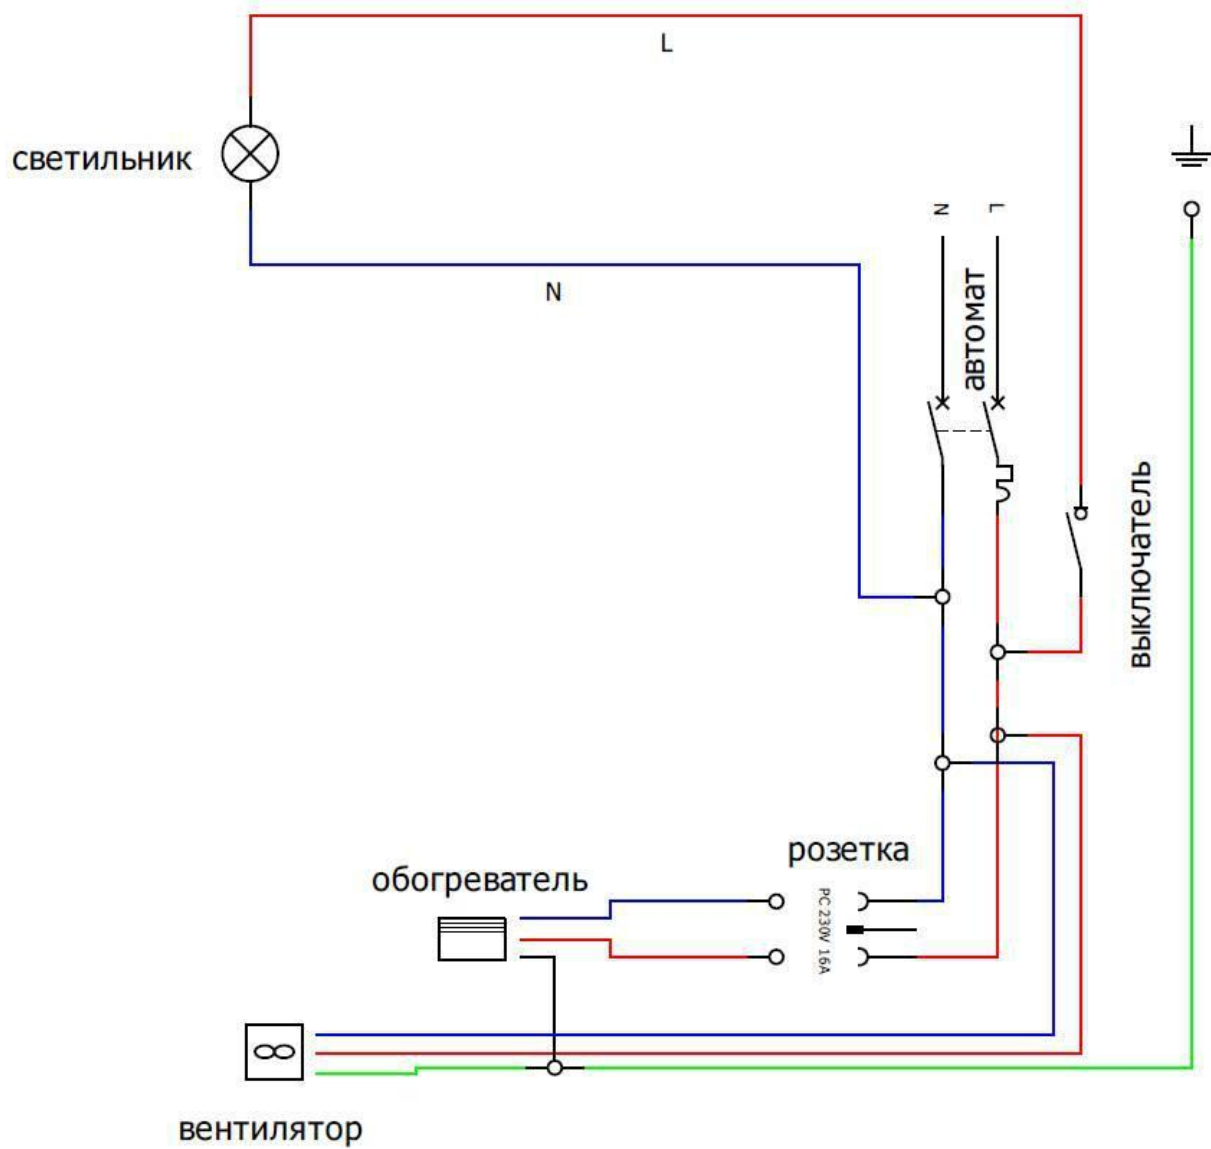 L
светильник
N
L
N
автомат
выключатель
розетка
обогреватель
PC 230V 16A
вентилятор